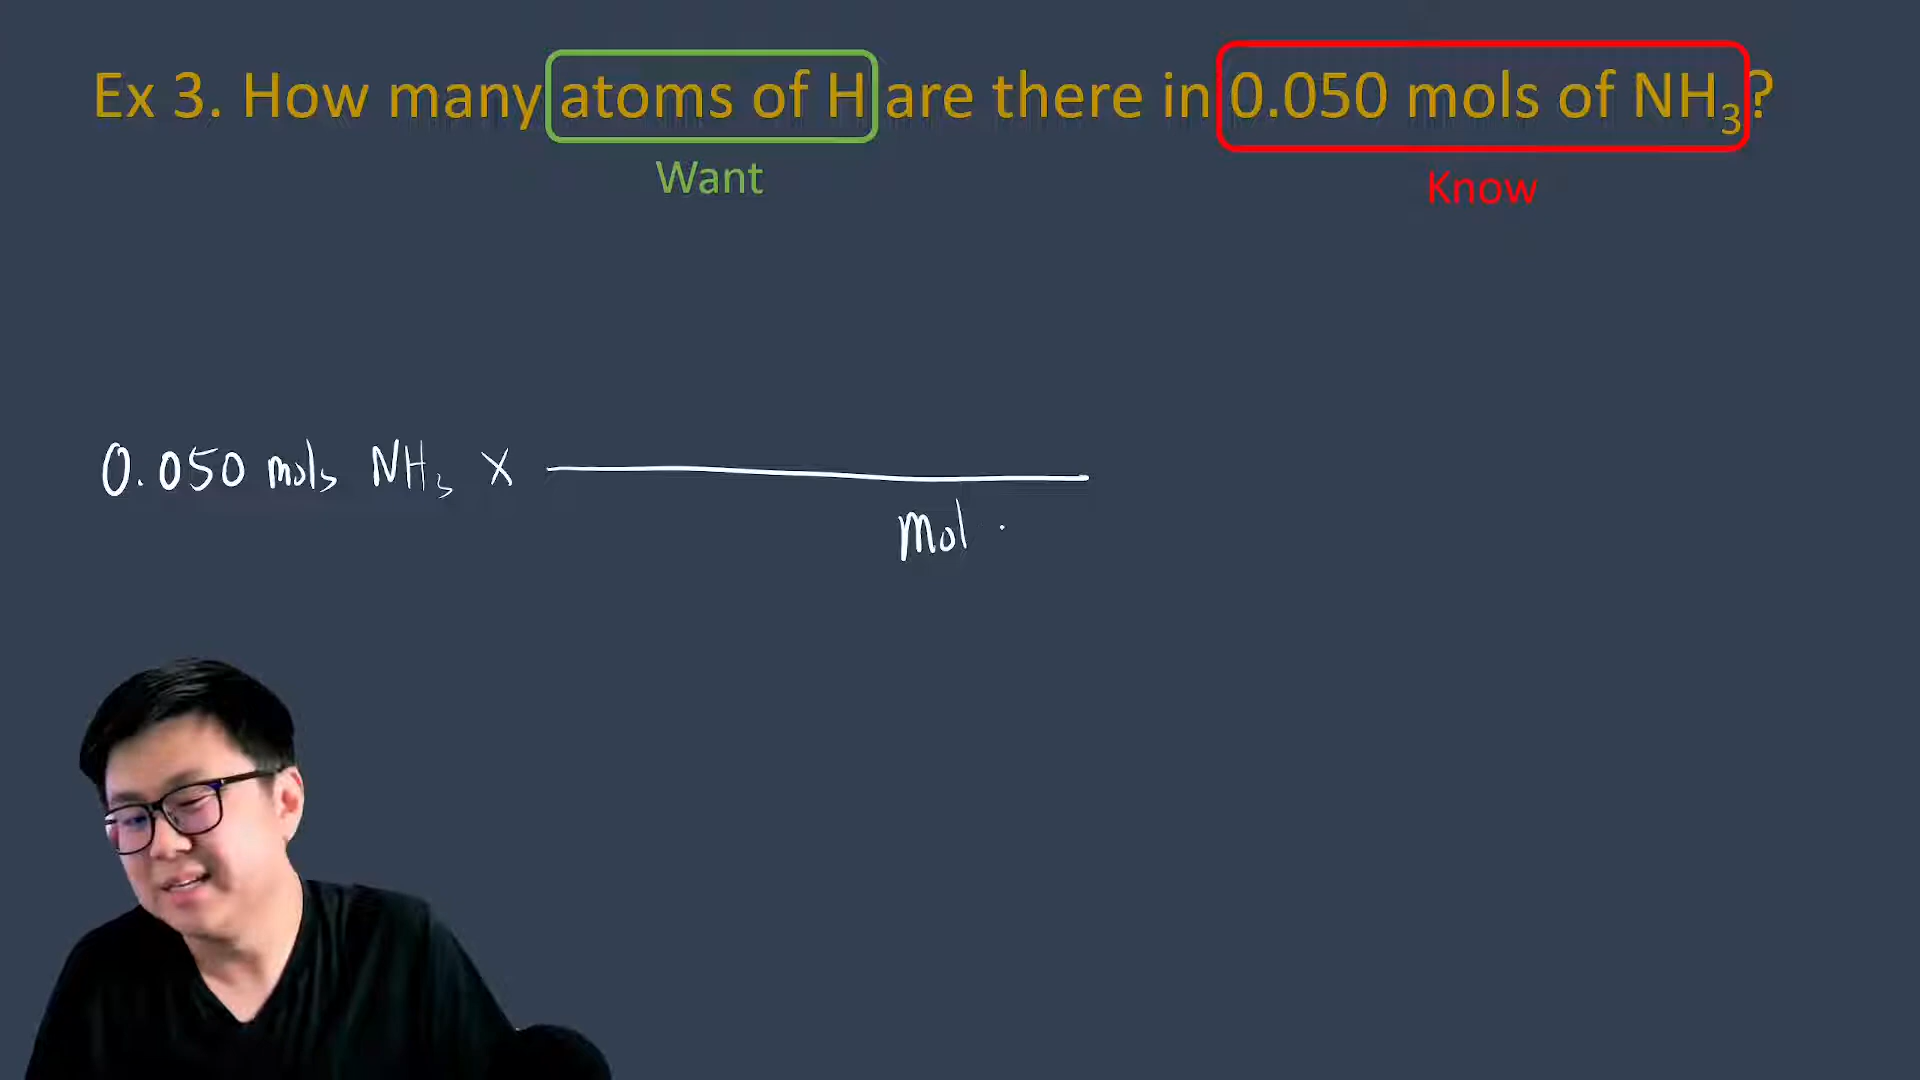 Ex 3. How many atoms of H are there in 0.050 mols of NH₃?
Want
Know
0.050 mols NH₃ x
mol